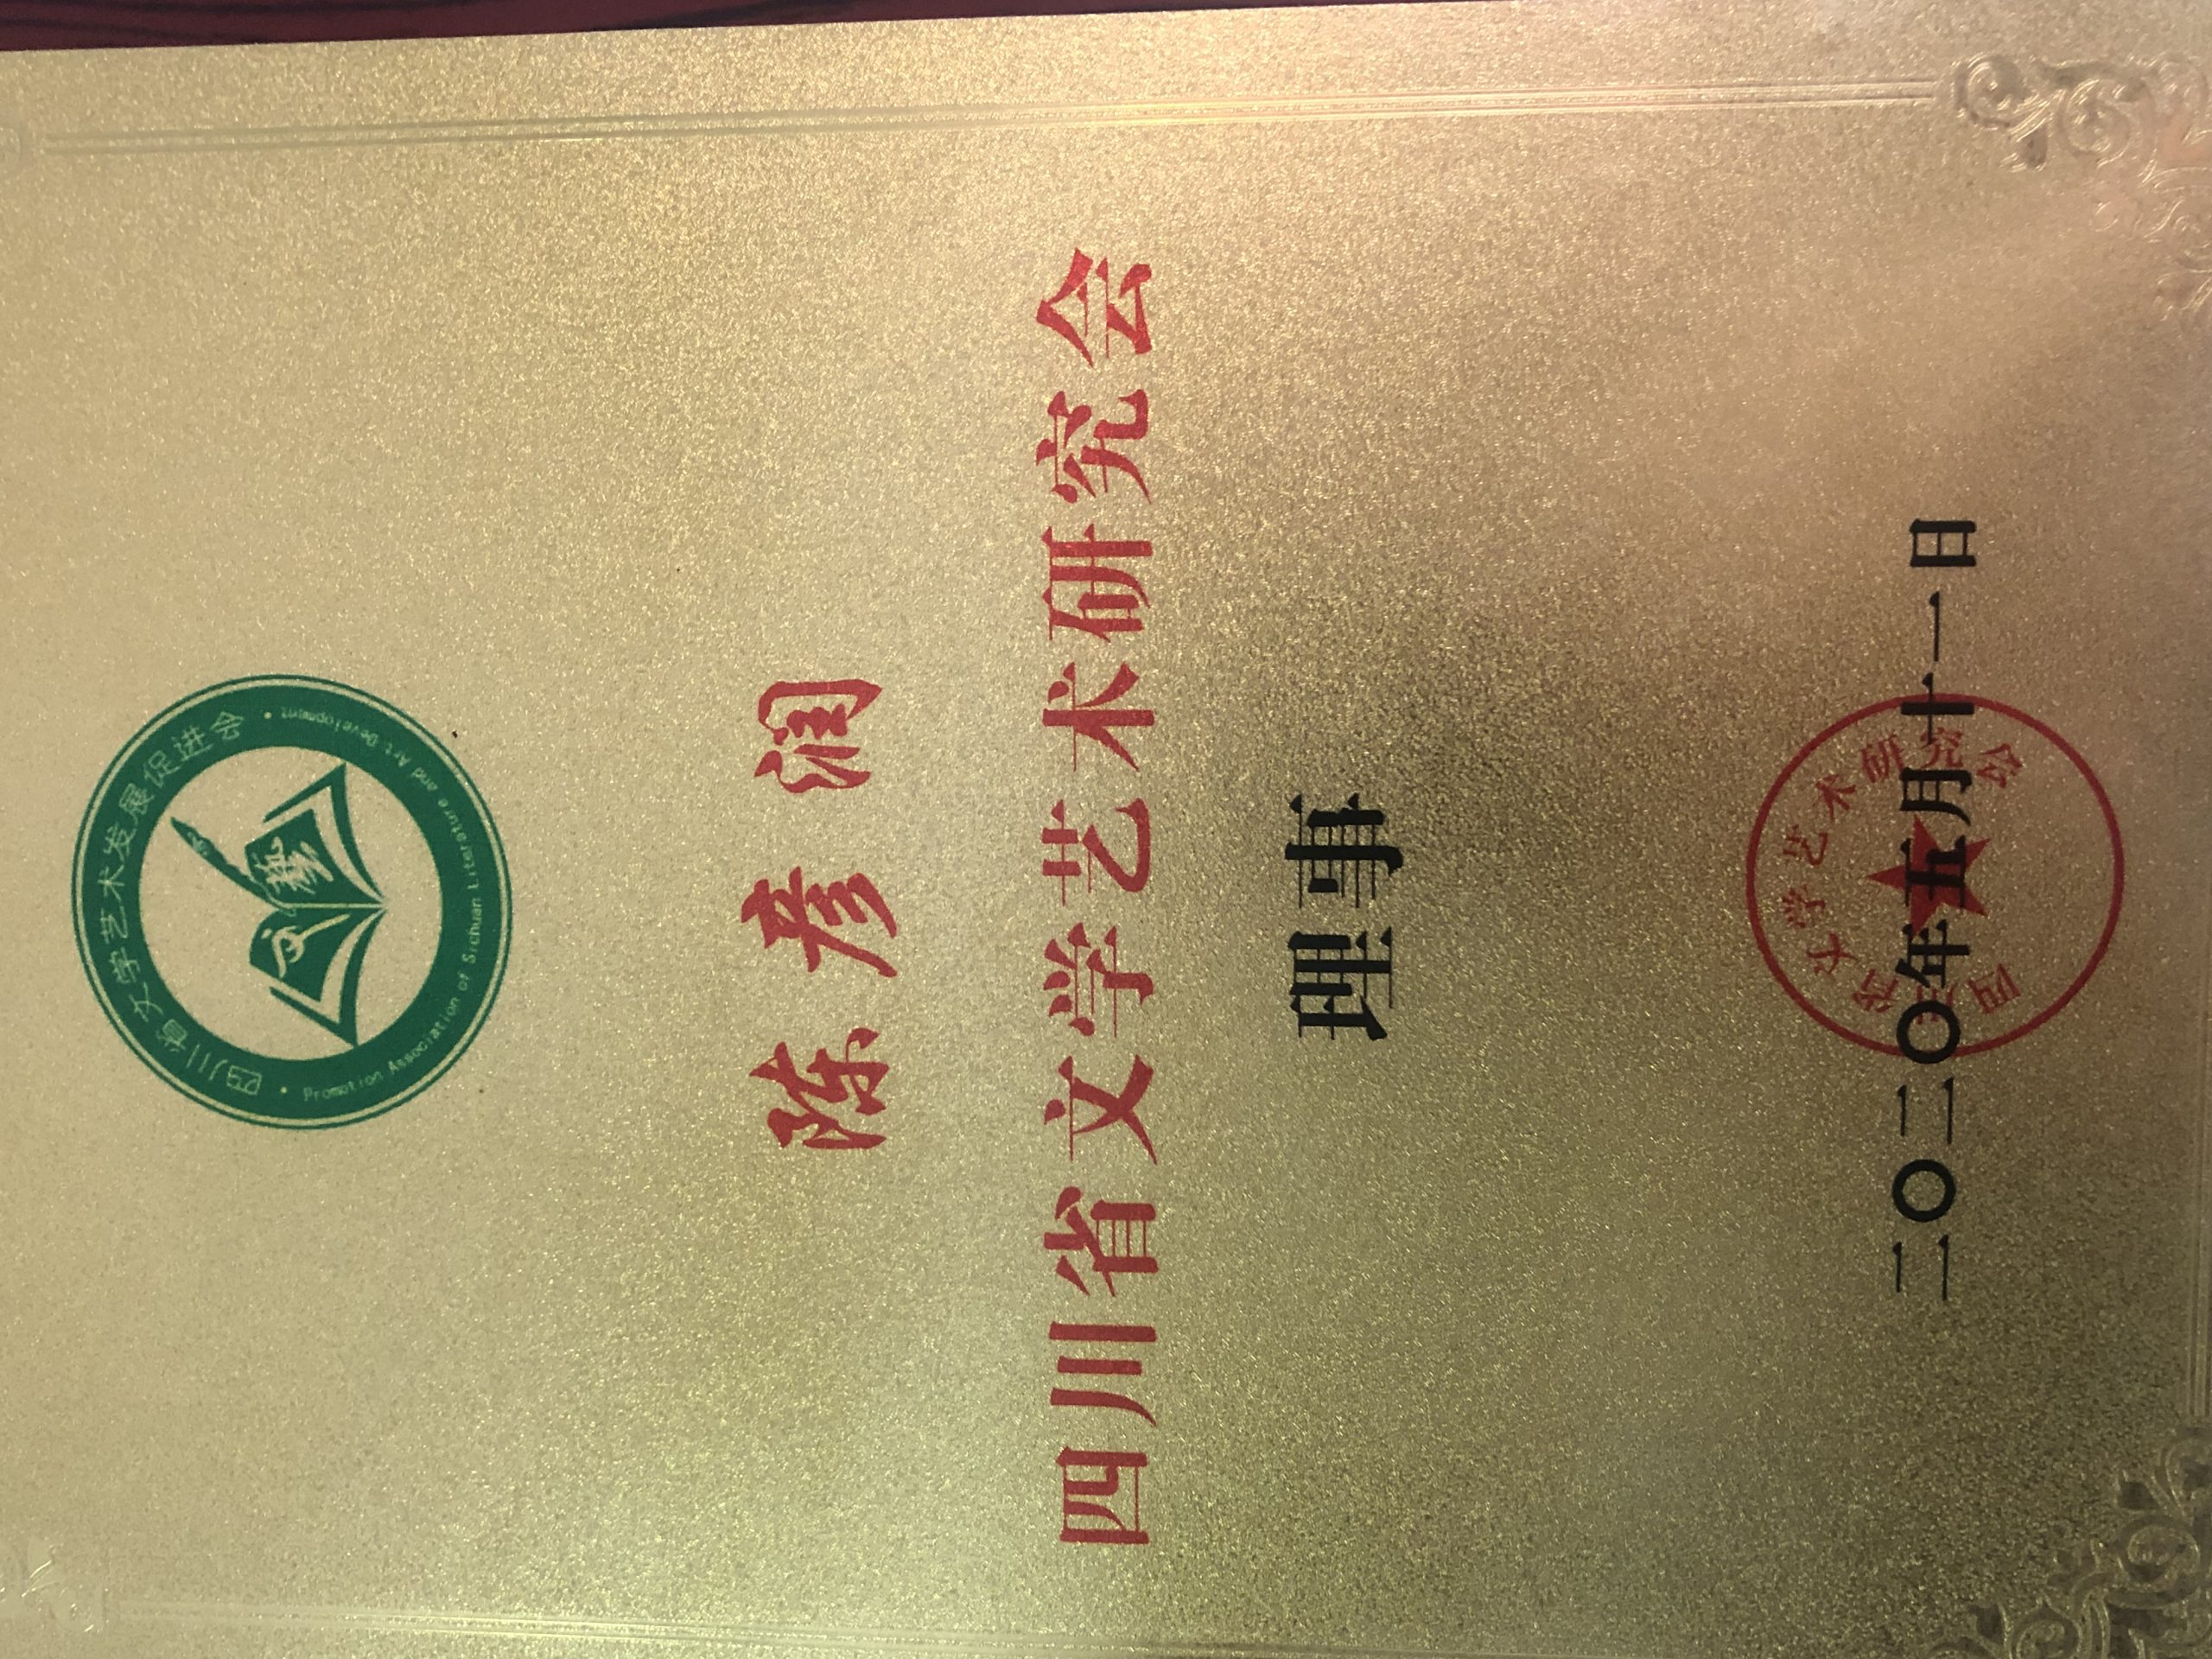 四川省文学艺术发展促进会
Promotion Association of Sichuan Literature and Art Development
藝
陈彦润
四川省文学艺术研究会
理事
四川省文学艺术研究会
二〇二〇年五月十一日